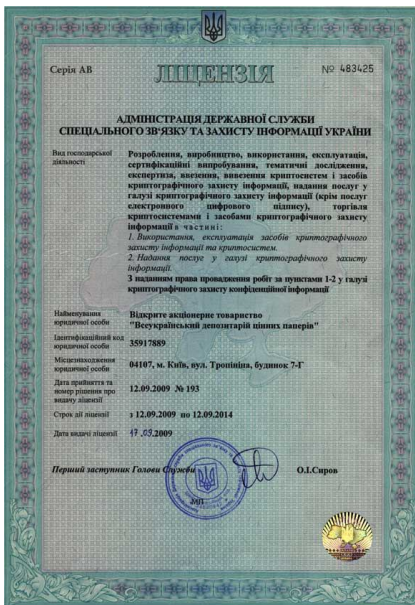 Серія АВ
ЛІЦЕНЗІЯ
№ 483425
АДМІНІСТРАЦІЯ ДЕРЖАВНОЇ СЛУЖБИ
СПЕЦІАЛЬНОГО ЗВ'ЯЗКУ ТА ЗАХИСТУ ІНФОРМАЦІЇ УКРАЇНИ
Вид господарської
діяльності
Розроблення, виробництво, використання, експлуатація,
сертифікаційні випробування, тематичні дослідження,
експертиза, ввезення, вивезення криптосистем і засобів
криптографічного захисту інформації, надання послуг у
галузі криптографічного захисту інформації (крім послуг
електронного цифрового підпису), торгівля
криптосистемами і засобами криптографічного захисту
інформації в частині:
1. Використання, експлуатація засобів криптографічного
захисту інформації та криптосистем.
2. Надання послуг у галузі криптографічного захисту
інформації.
З наданням права провадження робіт за пунктами 1-2 у галузі
криптографічного захисту конфіденційної інформації
Найменування
юридичної особи
Відкрите акціонерне товариство
"Всеукраїнський депозитарій цінних паперів"
Ідентифікаційний код
юридичної особи
35917889
Місцезнаходження
юридичної особи
04107, м. Київ, вул. Тропініна, будинок 7-Г
Дата прийняття та
номер рішення про
видачу ліцензії
12.09.2009 № 193
Строк дії ліцензії
з 12.09.2009 по 12.09.2014
Дата видачі ліцензії
17.09.2009
Перший заступник Голови Служби
О.І.Сиров